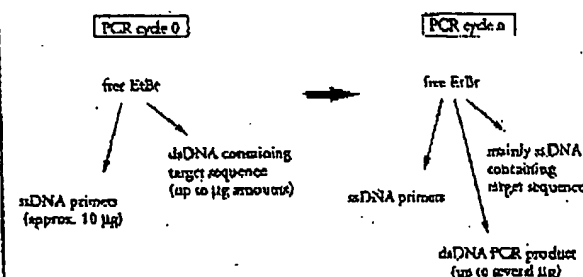 PCR cycle 0
free EtBr
ssDNA primers
(approx. 10 μg)
dsDNA containing
target sequence
(up to μg amounts)
PCR cycle n
free EtBr
ssDNA primers
mainly ssDNA
containing
target sequence
dsDNA PCR product
(up to several μg)